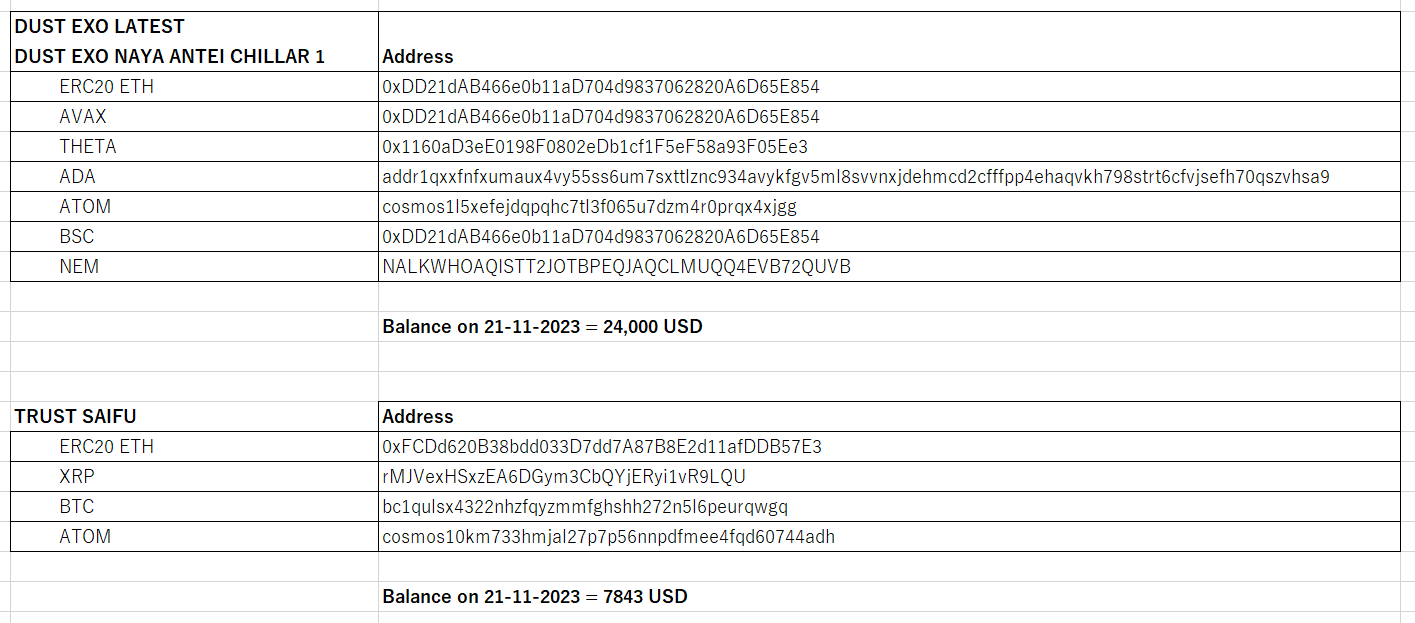 DUST EXO LATEST
DUST EXO NAYA ANTEI CHILLAR 1 Address
ERC20 ETH 0xDD21dAB466e0b11aD704d9837062820A6D65E854
AVAX 0xDD21dAB466e0b11aD704d9837062820A6D65E854
THETA 0x1160aD3eE0198F0802eDb1cf1F5eF58a93F05Ee3
ADA addr1qxxfnfxumaux4vy55ss6um7sxttlznc934avykfgv5ml8svvnxjdehmcd2cfffpp4ehaqvkh798strt6cfvjsefh70qszvhsa9
ATOM cosmos1l5xefejdqpqhc7tl3f065u7dzm4r0prqx4xjgg
BSC 0xDD21dAB466e0b11aD704d9837062820A6D65E854
NEM NALKWHOAQISTT2JOTBPEQJAQCLMUQQ4EVB72QUVB
Balance on 21-11-2023 = 24,000 USD
TRUST SAIFU Address
ERC20 ETH 0xFCDd620B38bdd033D7dd7A87B8E2d11afDDB57E3
XRP rMJVexHSxzEA6DGym3CbQYjERyi1vR9LQU
BTC bc1qulsx4322nhzfqyzmmfghshh272n5l6peurqwgq
ATOM cosmos10km733hmjal27p7p56nnpdfmee4fqd60744adh
Balance on 21-11-2023 = 7843 USD